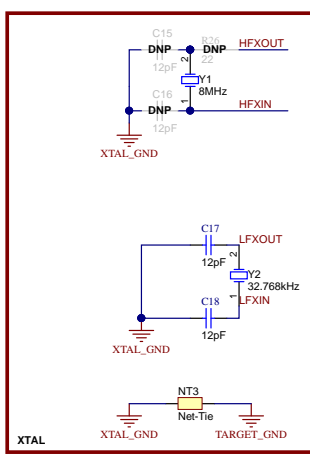 C15
DNP
12pF
R26
DNP
22
HFXOUT
2
Y1
8MHz
1
C16
DNP
12pF
HFXIN
XTAL_GND
C17
12pF
LFXOUT
2
Y2
32.768kHz
1
LFXIN
C18
12pF
XTAL_GND
NT3
Net-Tie
XTAL_GND
TARGET_GND
XTAL